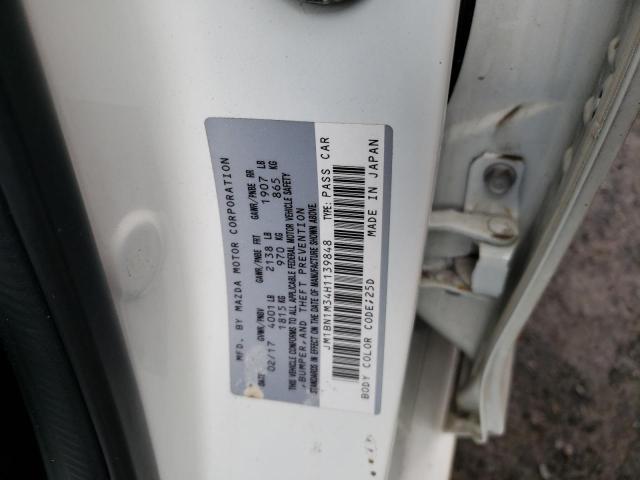 MFD. BY MAZDA MOTOR CORPORATION
DATE GVWR/PNBV GAWR/PNBE FRT GAWR/PNBE RR
02/17 4001 LB 2138 LB 1907 LB
1815 KG 970 KG 865 KG
THIS VEHICLE CONFORMS TO ALL APPLICABLE FEDERAL MOTOR VEHICLE SAFETY
, BUMPER, AND THEFT PREVENTION
STANDARDS IN EFFECT ON THE DATE OF MANUFACTURE SHOWN ABOVE.
JM1BN1M34H1139848 TYPE: PASS CAR
BODY COLOR CODE;25D MADE IN JAPAN